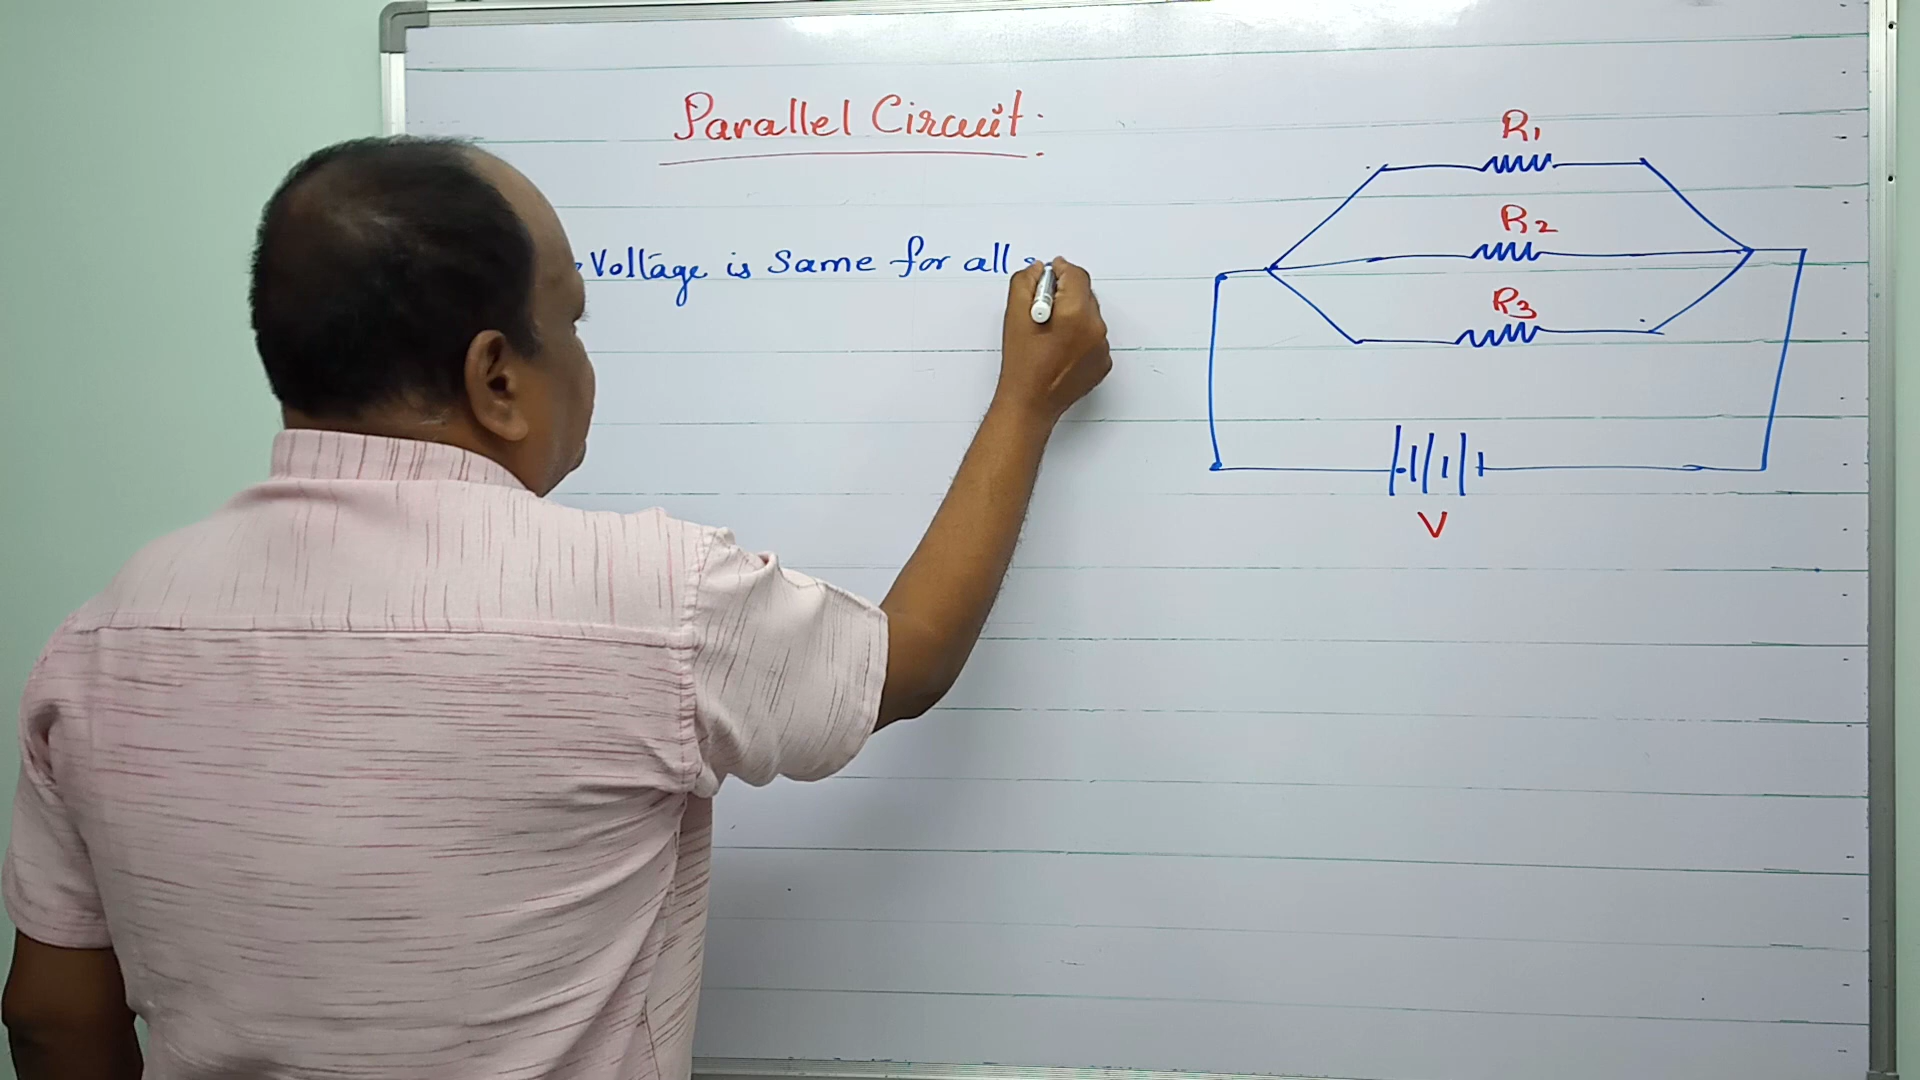 Parallel Circuit.
Voltage is Same for all
R1
R2
R3
V